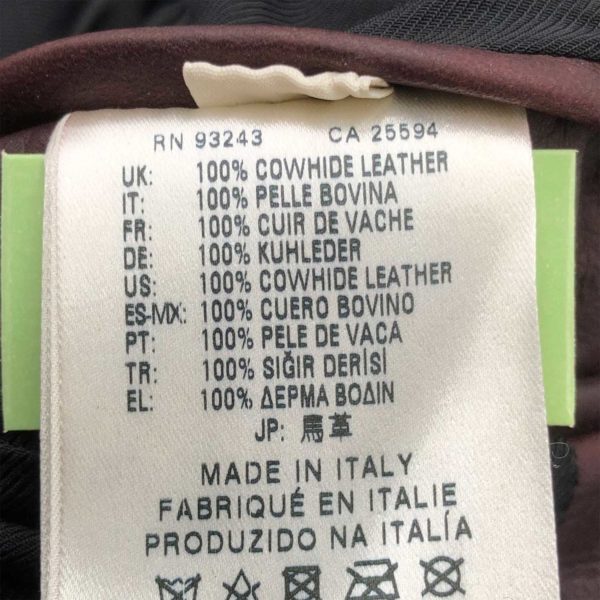 RN 93243 CA 25594
UK: 100% COWHIDE LEATHER
IT: 100% PELLE BOVINA
FR: 100% CUIR DE VACHE
DE: 100% KUHLEDER
US: 100% COWHIDE LEATHER
ES-MX: 100% CUERO BOVINO
PT: 100% PELE DE VACA
TR: 100% SIĞIR DERİSİ
EL: 100% ΔΕΡΜΑ ΒΟΔΙΝ
JP: 馬革
MADE IN ITALY
FABRIQUÉ EN ITALIE
PRODUZIDO NA ITALÍA